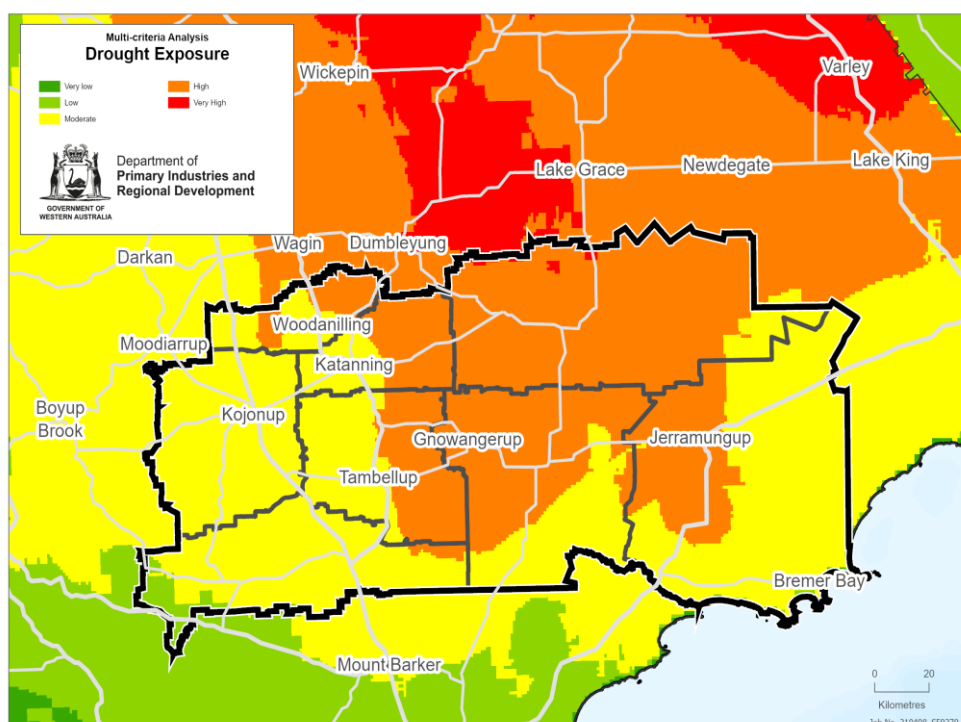 Multi-criteria Analysis
Drought Exposure
Very low
High
Low
Very High
Moderate
Department of
Primary Industries and
Regional Development
GOVERNMENT OF
WESTERN AUSTRALIA
Wickepin
Varley
Lake Grace
Newdegate
Lake King
Wagin
Dumbleyung
Darkan
Woodanilling
Moodiarrup
Katanning
Boyup
Brook
Kojonup
Gnowangerup
Jerramungup
Tambellup
Bremer Bay
Mount Barker
0 20
Kilometres